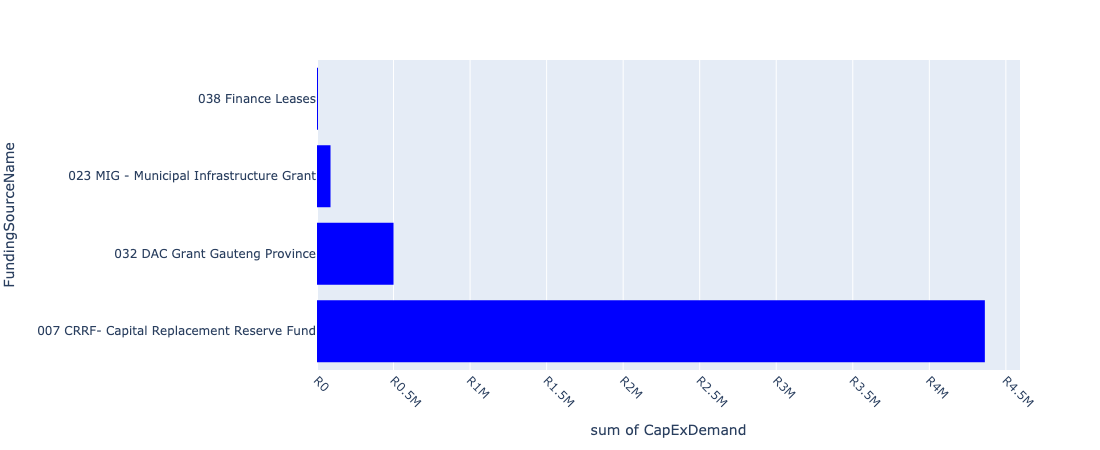 FundingSourceName
038 Finance Leases
023 MIG - Municipal Infrastructure Grant
032 DAC Grant Gauteng Province
007 CRRF- Capital Replacement Reserve Fund
R0
R0.5M
R1M
R1.5M
R2M
R2.5M
R3M
R3.5M
R4M
R4.5M
sum of CapExDemand